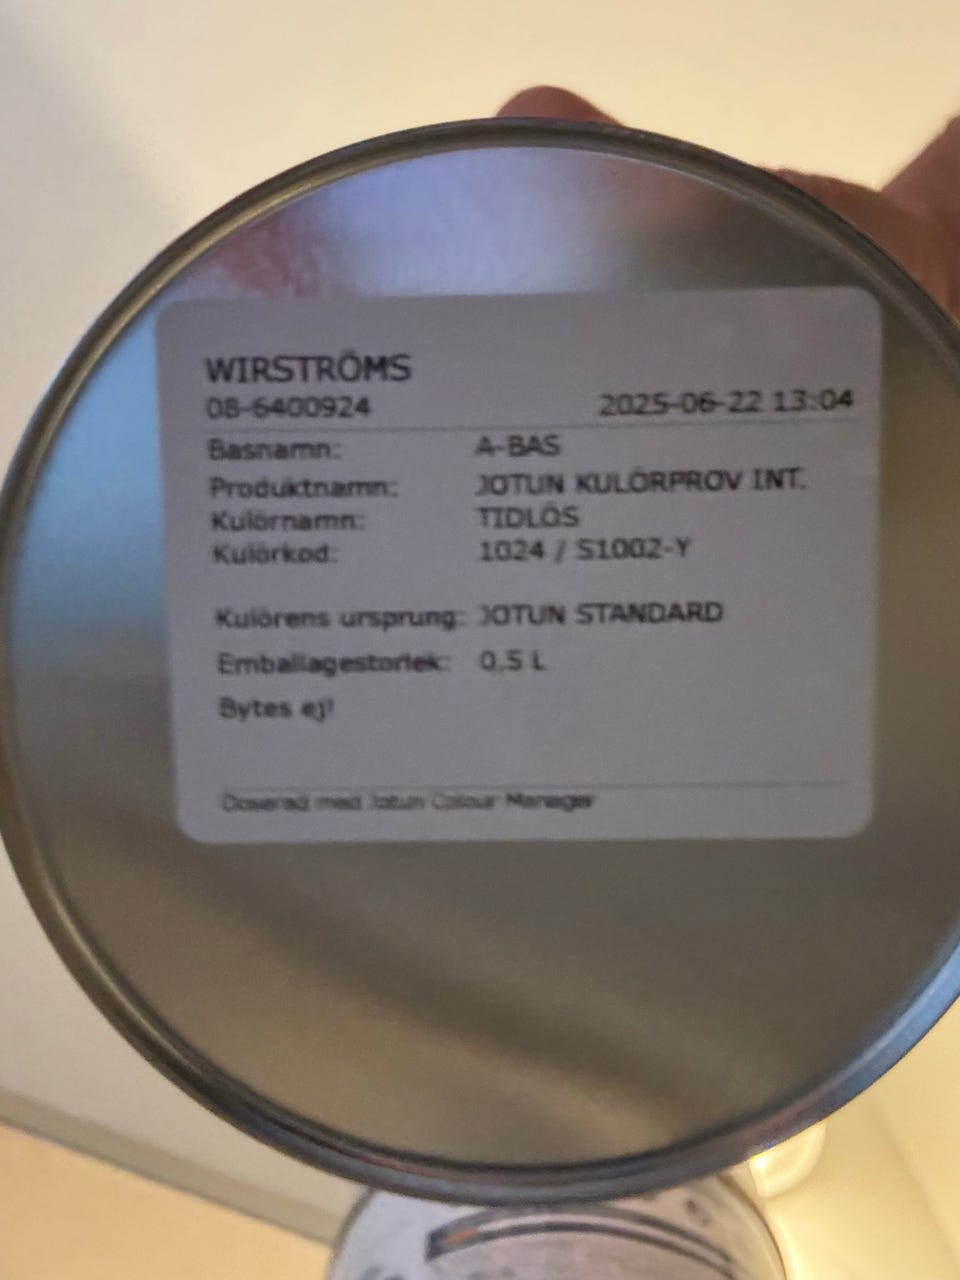 WIRSTRÖMS
08-6400924 2025-06-22 13:04
Basnamn: A-BAS
Produktnamn: JOTUN KULÖRPROV INT.
Kulörnamn: TIDLÖS
Kulörkod: 1024 / S1002-Y
Kulörens ursprung: JOTUN STANDARD
Emballagestorlek: 0,5 L
Bytes ej!
Doserad med Jotun Colour Manager